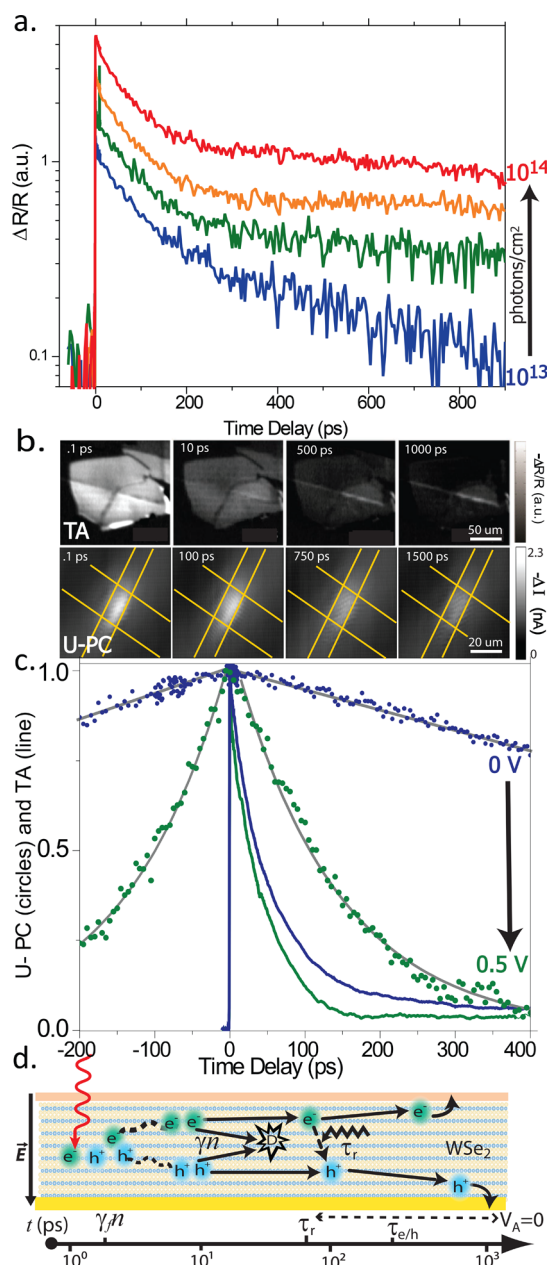 a.
ΔR/R (a.u.)
1
0.1
10¹⁴
photons/cm²
10¹³
0 200 400 600 800
Time Delay (ps)
b.
.1 ps 10 ps 500 ps 1000 ps
TA
50 um
-ΔR/R (a.u.)
.1 ps 100 ps 750 ps 1500 ps
U-PC
20 um
2.3
-ΔI (nA)
0
c.
U- PC (circles) and TA (line)
1.0
0.5
0.0
0 V
0.5 V
-200 -100 0 100 200 300 400
Time Delay (ps)
d.
E⃗
e⁻ h⁺ e⁻ h⁺ e⁻ e⁻ h⁺ h⁺ γn D e⁻ h⁺ τᵣ e⁻ h⁺ WSe₂
V_A=0
t (ps) γ_f n τᵣ τ_e/h
10⁰ 10¹ 10² 10³